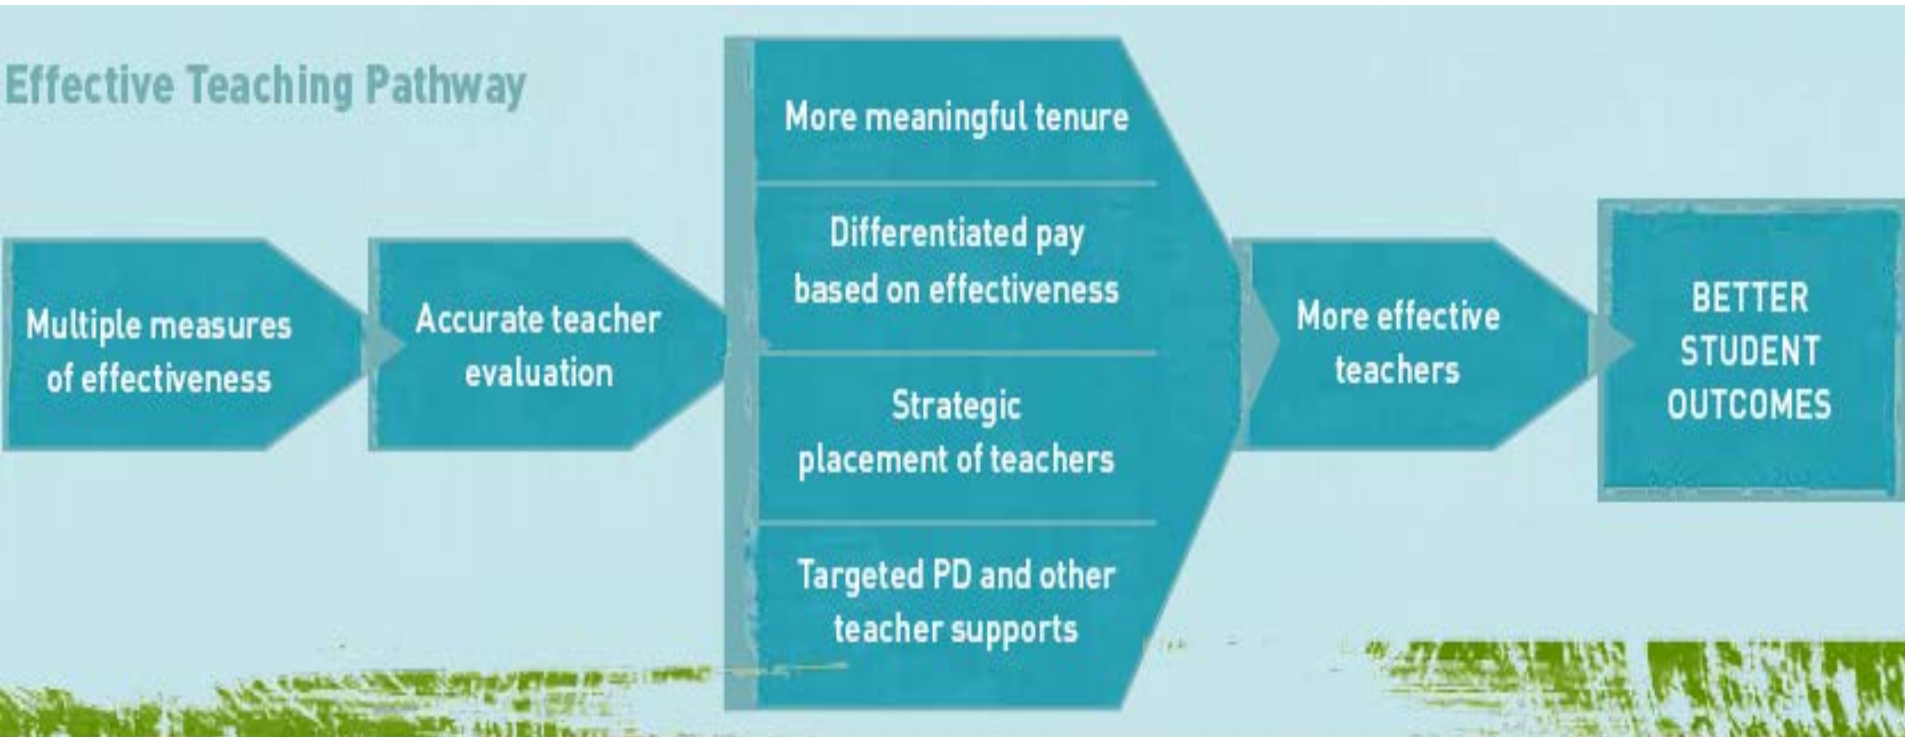 Effective Teaching Pathway
Multiple measures
of effectiveness
Accurate teacher
evaluation
More meaningful tenure
Differentiated pay
based on effectiveness
Strategic
placement of teachers
Targeted PD and other
teacher supports
More effective
teachers
BETTER
STUDENT
OUTCOMES